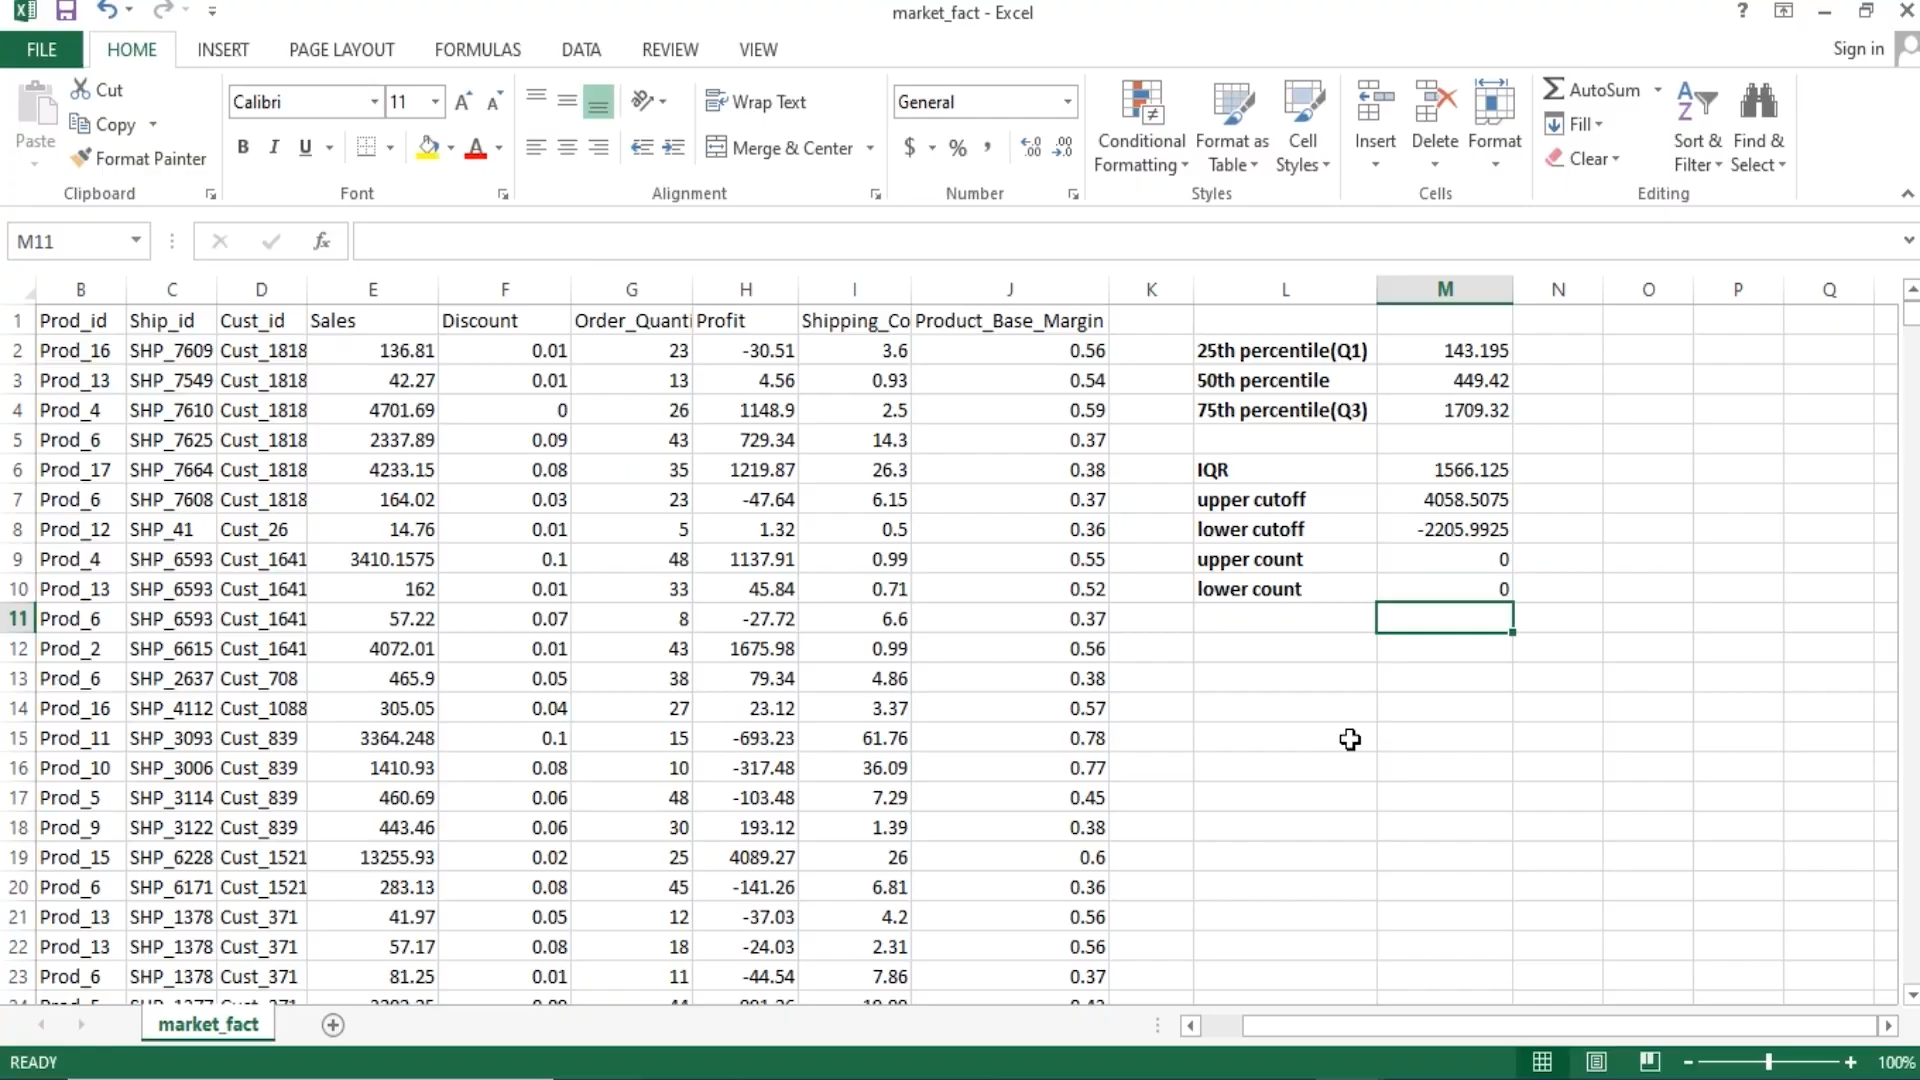 market_fact - Excel
?
Sign in
FILE HOME INSERT PAGE LAYOUT FORMULAS DATA REVIEW VIEW
Paste
Cut
Copy
Format Painter
Clipboard
Calibri 11
B I U
Font
Wrap Text
Merge & Center
Alignment
General
$ % ,
Number
Conditional Formatting
Format as Table
Cell Styles
Styles
Insert Delete Format
Cells
AutoSum
Fill
Clear
Sort & Filter
Find & Select
Editing
M11 fx
B C D E F G H I J K L M N O P Q
1 Prod_id Ship_id Cust_id Sales Discount Order_Quanti Profit Shipping_Co Product_Base_Margin
2 Prod_16 SHP_7609 Cust_1818 136.81 0.01 23 -30.51 3.6 0.56 25th percentile(Q1) 143.195
3 Prod_13 SHP_7549 Cust_1818 42.27 0.01 13 4.56 0.93 0.54 50th percentile 449.42
4 Prod_4 SHP_7610 Cust_1818 4701.69 0 26 1148.9 2.5 0.59 75th percentile(Q3) 1709.32
5 Prod_6 SHP_7625 Cust_1818 2337.89 0.09 43 729.34 14.3 0.37
6 Prod_17 SHP_7664 Cust_1818 4233.15 0.08 35 1219.87 26.3 0.38 IQR 1566.125
7 Prod_6 SHP_7608 Cust_1818 164.02 0.03 23 -47.64 6.15 0.37 upper cutoff 4058.5075
8 Prod_12 SHP_41 Cust_26 14.76 0.01 5 1.32 0.5 0.36 lower cutoff -2205.9925
9 Prod_4 SHP_6593 Cust_1641 3410.1575 0.1 48 1137.91 0.99 0.55 upper count 0
10 Prod_13 SHP_6593 Cust_1641 162 0.01 33 45.84 0.71 0.52 lower count 0
11 Prod_6 SHP_6593 Cust_1641 57.22 0.07 8 -27.72 6.6 0.37
12 Prod_2 SHP_6615 Cust_1641 4072.01 0.01 43 1675.98 0.99 0.56
13 Prod_6 SHP_2637 Cust_708 465.9 0.05 38 79.34 4.86 0.38
14 Prod_16 SHP_4112 Cust_1088 305.05 0.04 27 23.12 3.37 0.57
15 Prod_11 SHP_3093 Cust_839 3364.248 0.1 15 -693.23 61.76 0.78
16 Prod_10 SHP_3006 Cust_839 1410.93 0.08 10 -317.48 36.09 0.77
17 Prod_5 SHP_3114 Cust_839 460.69 0.06 48 -103.48 7.29 0.45
18 Prod_9 SHP_3122 Cust_839 443.46 0.06 30 193.12 1.39 0.38
19 Prod_15 SHP_6228 Cust_1521 13255.93 0.02 25 4089.27 26 0.6
20 Prod_6 SHP_6171 Cust_1521 283.13 0.08 45 -141.26 6.81 0.36
21 Prod_13 SHP_1378 Cust_371 41.97 0.05 12 -37.03 4.2 0.56
22 Prod_13 SHP_1378 Cust_371 57.17 0.08 18 -24.03 2.31 0.56
23 Prod_6 SHP_1378 Cust_371 81.25 0.01 11 -44.54 7.86 0.37
market_fact
READY
100%